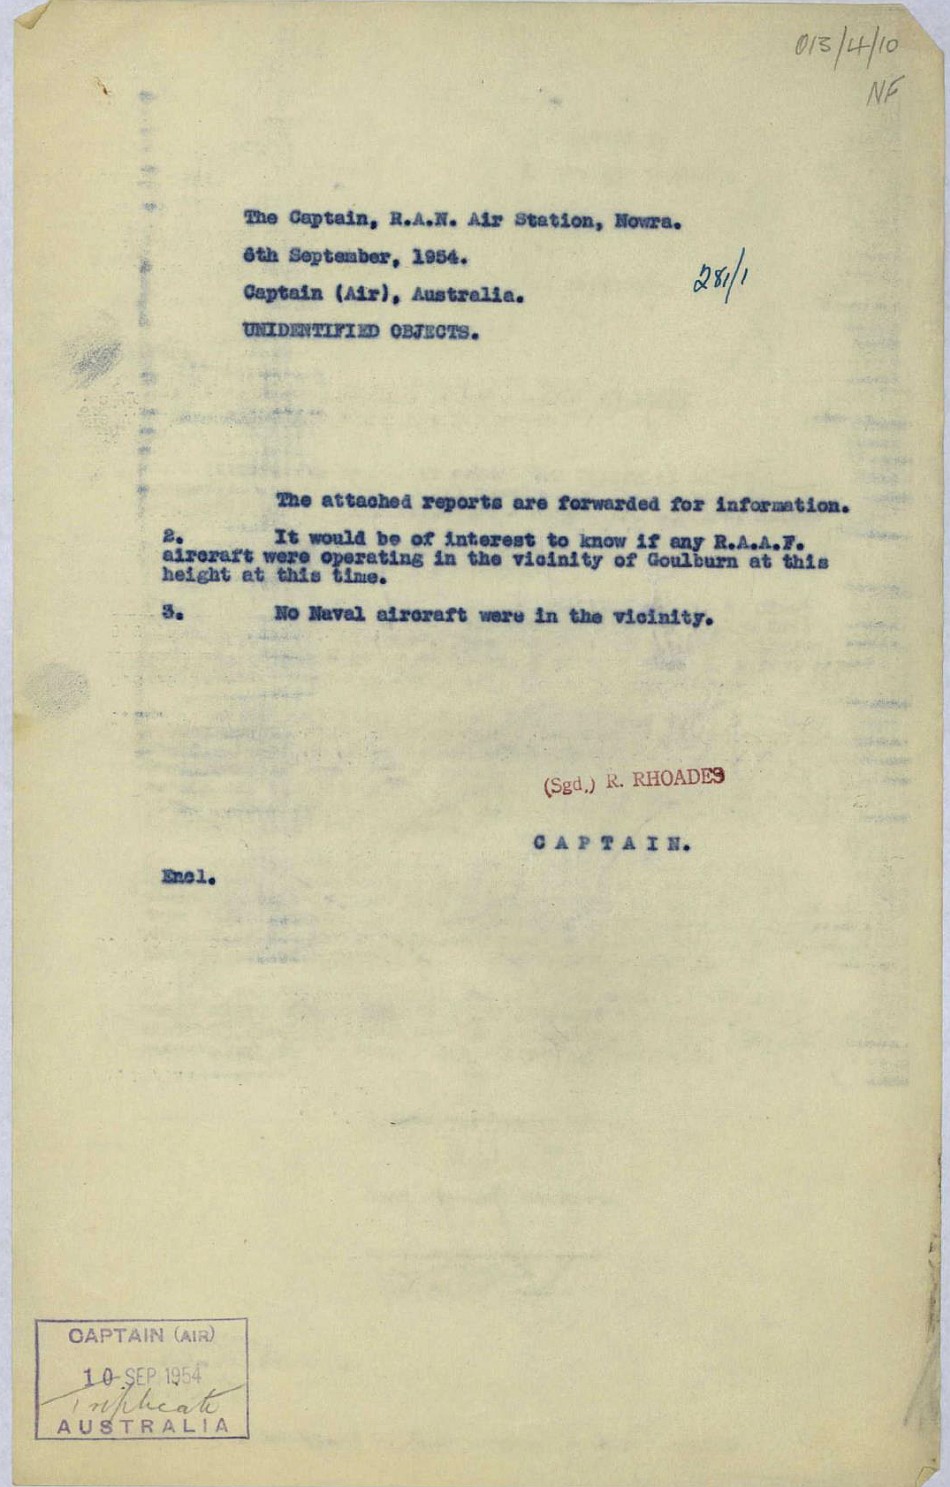 013/4/10
NF
The Captain, R.A.N. Air Station, Nowra.
6th September, 1954.
281/1
Captain (Air), Australia.
UNIDENTIFIED OBJECTS.
The attached reports are forwarded for information.
2. It would be of interest to know if any R.A.A.F.
aircraft were operating in the vicinity of Goulburn at this
height at this time.
3. No Naval aircraft were in the vicinity.
(Sgd.) R. RHOADES
CAPTAIN.
Encl.
CAPTAIN (AIR)
10 SEP 1954
Triplicate
AUSTRALIA